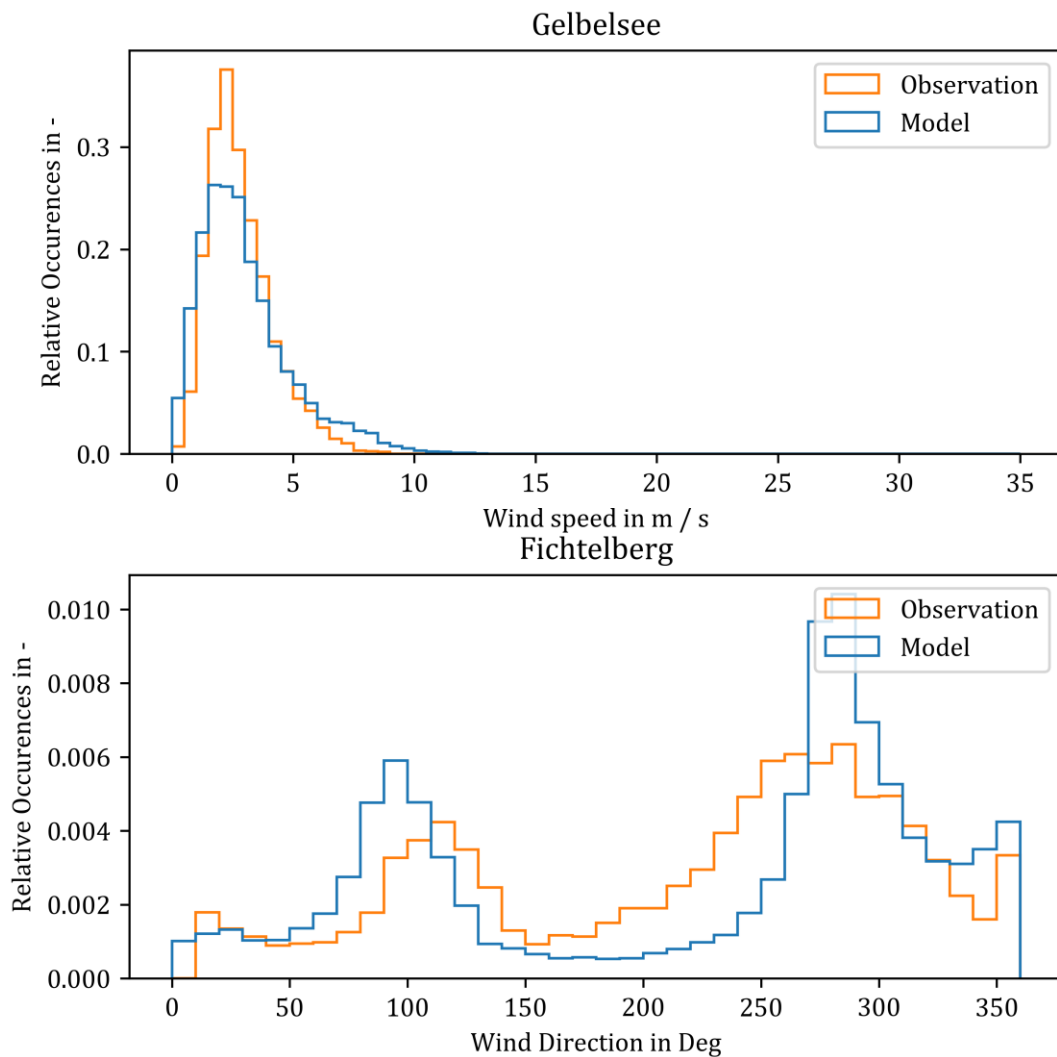 Gelbelsee
Observation
Model
Relative Occurences in -
0.3
0.2
0.1
0.0
0 5 10 15 20 25 30 35
Wind speed in m / s
Fichtelberg
Observation
Model
Relative Occurences in -
0.010
0.008
0.006
0.004
0.002
0.000
0 50 100 150 200 250 300 350
Wind Direction in Deg